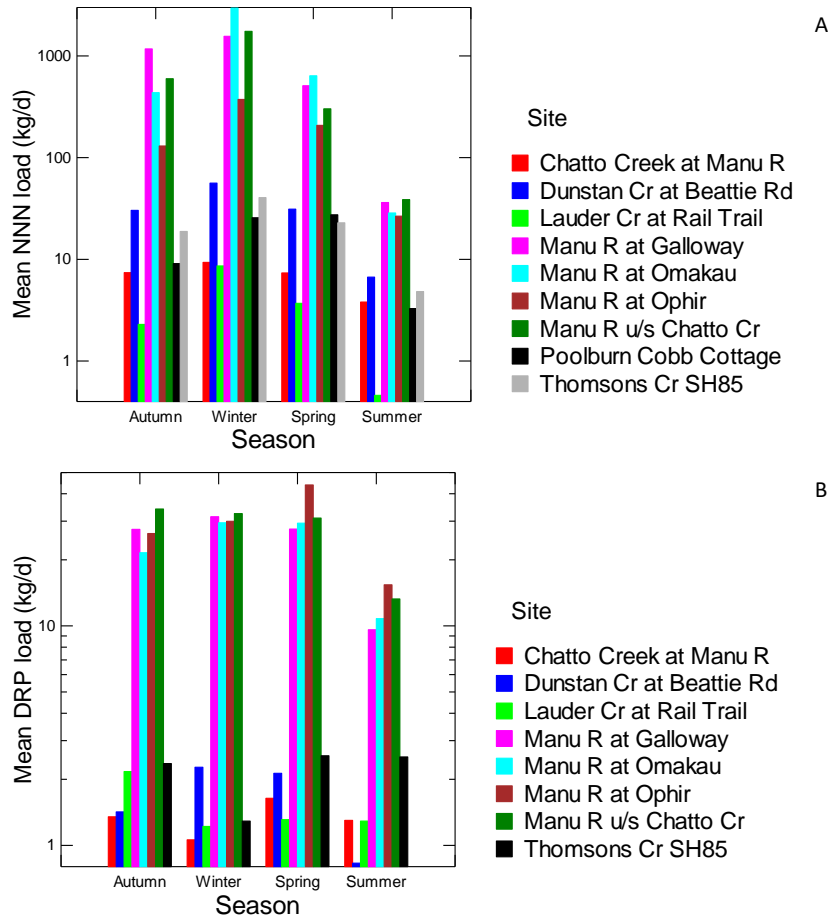 A
Mean NNN load (kg/d)
1000
100
10
1
Autumn Winter Spring Summer
Season
Site
Chatto Creek at Manu R
Dunstan Cr at Beattie Rd
Lauder Cr at Rail Trail
Manu R at Galloway
Manu R at Omakau
Manu R at Ophir
Manu R u/s Chatto Cr
Poolburn Cobb Cottage
Thomsons Cr SH85
B
Mean DRP load (kg/d)
10
1
Autumn Winter Spring Summer
Season
Site
Chatto Creek at Manu R
Dunstan Cr at Beattie Rd
Lauder Cr at Rail Trail
Manu R at Galloway
Manu R at Omakau
Manu R at Ophir
Manu R u/s Chatto Cr
Thomsons Cr SH85